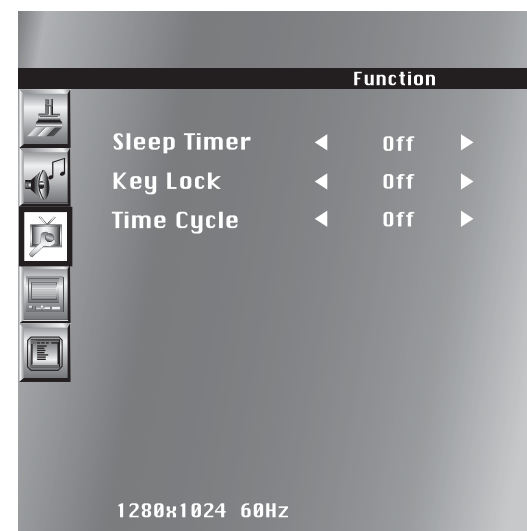 Function
Sleep Timer Off
Key Lock Off
Time Cycle Off
1280x1024 60Hz